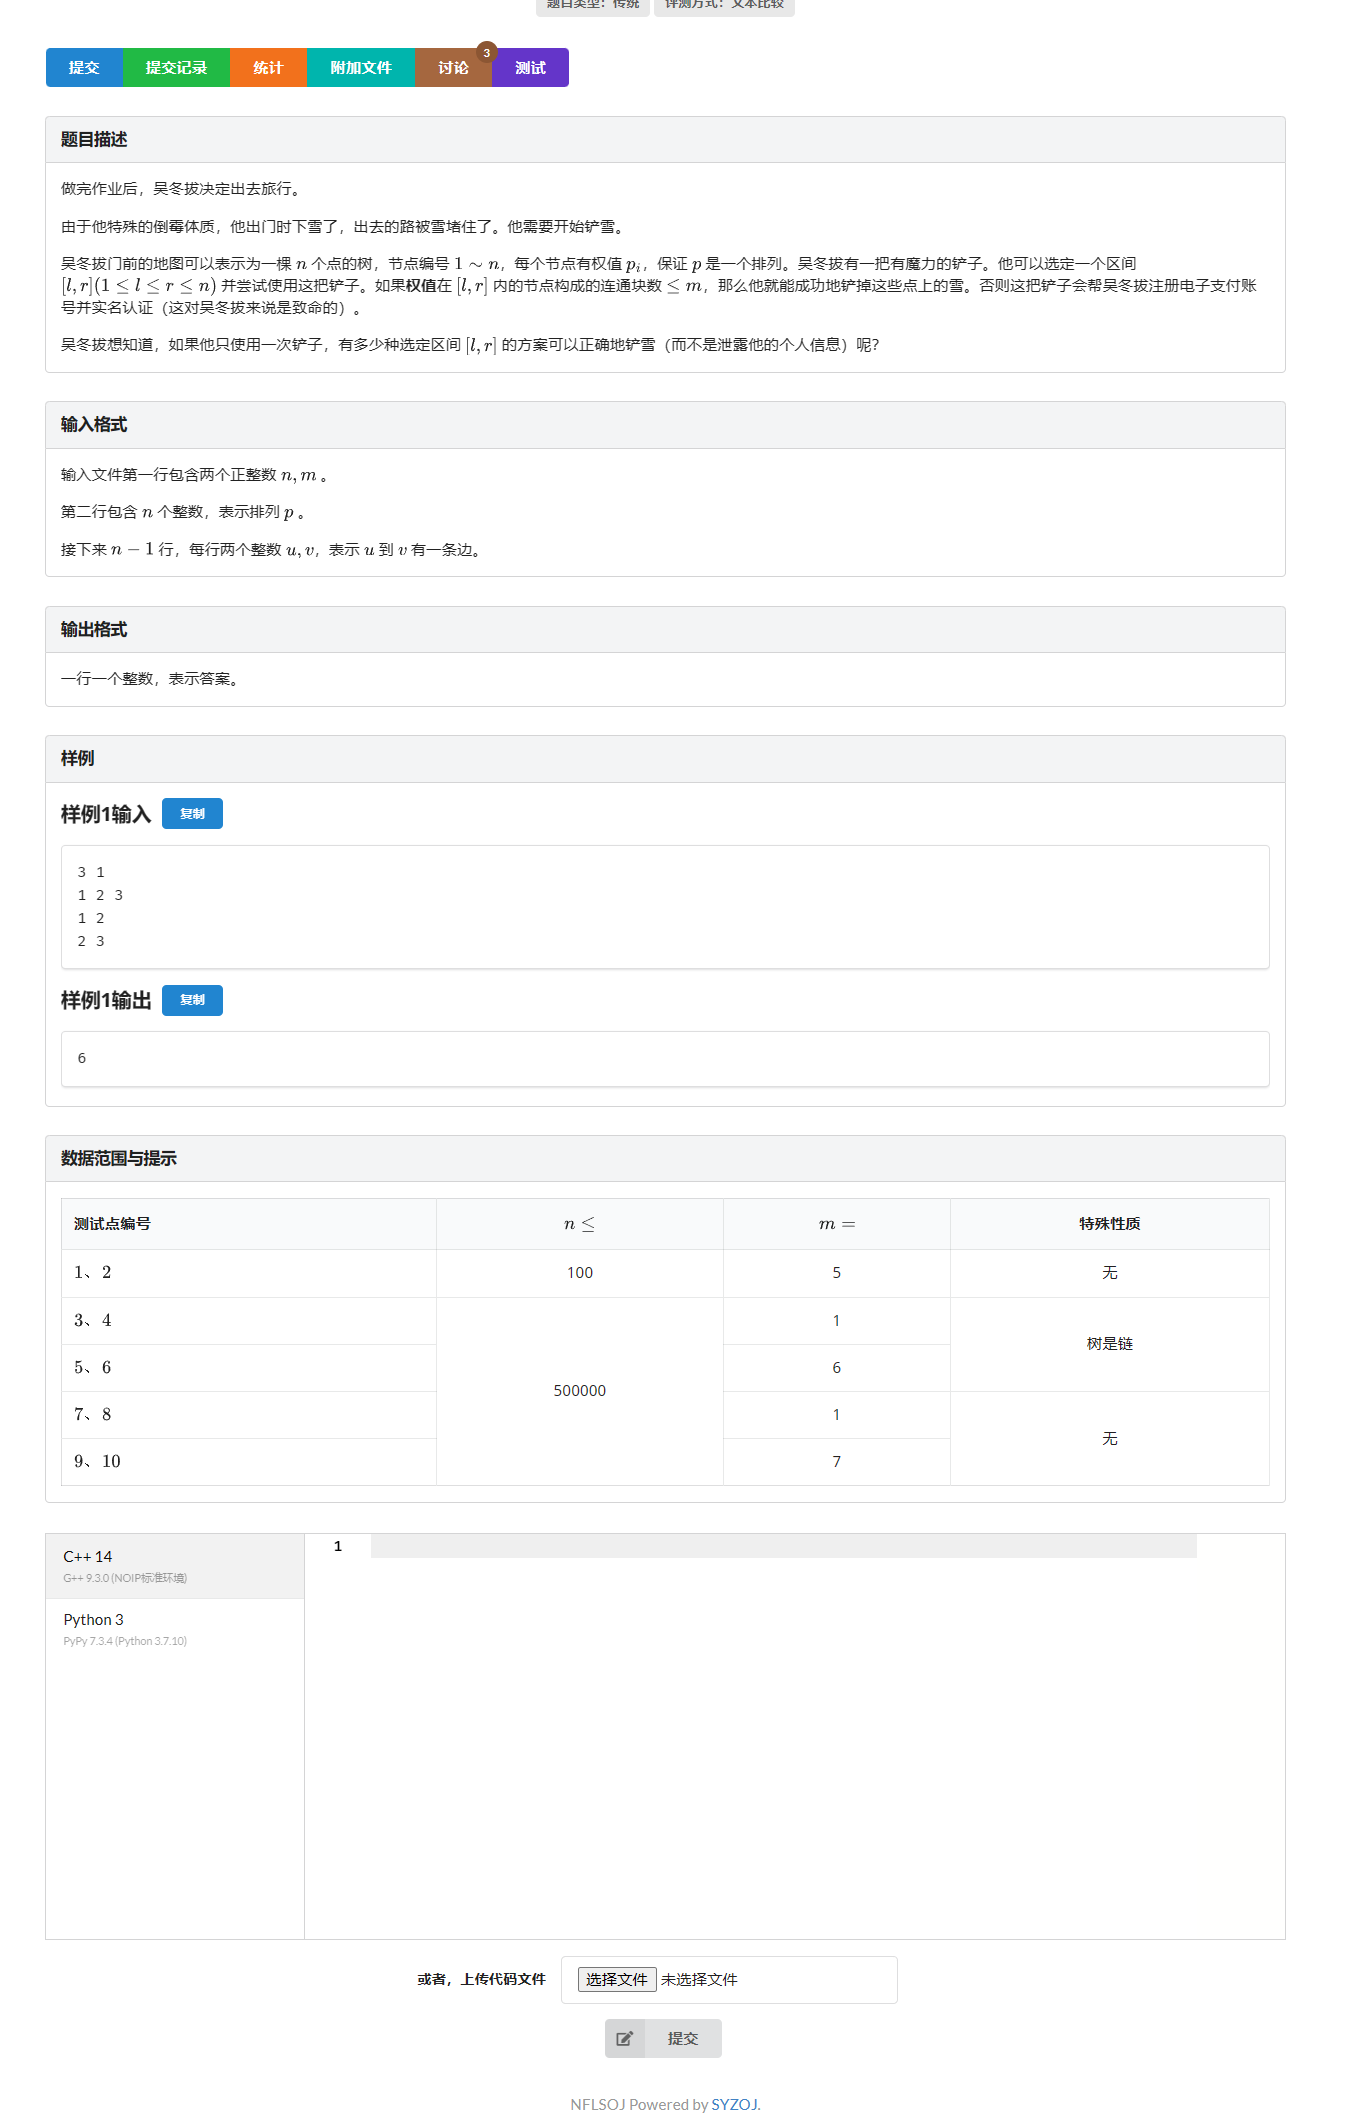 题目类型：传统 评测方式：文本比较
提交 提交记录 统计 附加文件 讨论 3 测试
题目描述
做完作业后，吴冬拔决定出去旅行。
由于他特殊的倒霉体质，他出门时下雪了，出去的路被雪堵住了。他需要开始铲雪。
吴冬拔门前的地图可以表示为一棵 n 个点的树，节点编号 1 ∼ n，每个节点有权值 p_i，保证 p 是一个排列。吴冬拔有一把有魔力的铲子。他可以选定一个区间
[l, r](1 ≤ l ≤ r ≤ n) 并尝试使用这把铲子。如果权值在 [l, r] 内的节点构成的连通块数 ≤ m，那么他就能成功地铲掉这些点上的雪。否则这把铲子会帮吴冬拔注册电子支付账
号并实名认证（这对吴冬拔来说是致命的）。
吴冬拔想知道，如果他只使用一次铲子，有多少种选定区间 [l, r] 的方案可以正确地铲雪（而不是泄露他的个人信息）呢？
输入格式
输入文件第一行包含两个正整数 n, m 。
第二行包含 n 个整数，表示排列 p 。
接下来 n − 1 行，每行两个整数 u, v，表示 u 到 v 有一条边。
输出格式
一行一个整数，表示答案。
样例
样例1输入 复制
3 1
1 2 3
1 2
2 3
样例1输出 复制
6
数据范围与提示
测试点编号 n ≤ m = 特殊性质
1、2 100 5 无
3、4 1
树是链
5、6 6
500000
7、8 1
无
9、10 7
C++ 14
G++ 9.3.0 (NOIP标准环境)
1
Python 3
PyPy 7.3.4 (Python 3.7.10)
或者，上传代码文件 选择文件 未选择文件
提交
NFLSOJ Powered by SYZOJ.